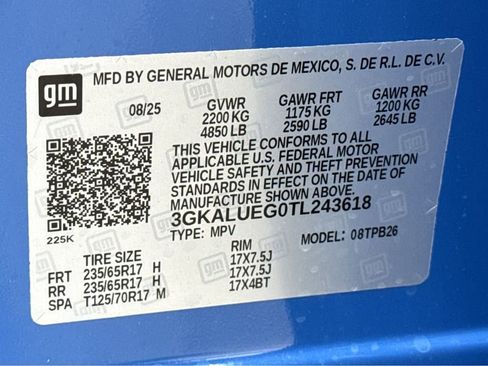 gm
MFD BY GENERAL MOTORS DE MEXICO, S. DE R.L. DE C.V.
08/25 GVWR GAWR FRT GAWR RR
2200 KG 1175 KG 1200 KG
4850 LB 2590 LB 2645 LB
THIS VEHICLE CONFORMS TO ALL
APPLICABLE U.S. FEDERAL MOTOR
VEHICLE SAFETY AND THEFT PREVENTION
STANDARDS IN EFFECT ON THE DATE OF
MANUFACTURE SHOWN ABOVE.
3GKALUEG0TL243618
225K
TYPE: MPV MODEL: 08TPB26
TIRE SIZE RIM
FRT 235/65R17 H 17X7.5J
RR 235/65R17 H 17X7.5J
SPA T125/70R17 M 17X4BT